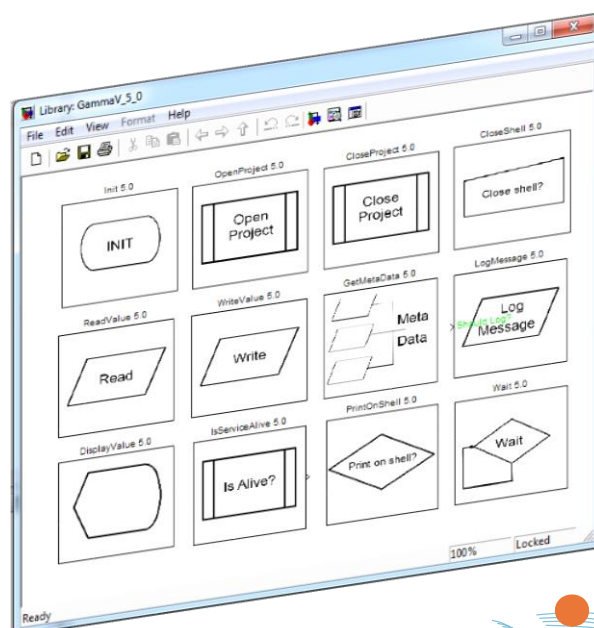 Library: GammaV_5_0
File Edit View Format Help
Init 5.0
OpenProject 5.0
CloseProject 5.0
CloseShell 5.0
INIT
Open
Project
Close
Project
Close shell?
ReadValue 5.0
WriteValue 5.0
GetMetaData 5.0
LogMessage 5.0
Read
Write
Meta
Data
Should Log?
Log
Message
DisplayValue 5.0
IsServiceAlive 5.0
PrintOnShell 5.0
Wait 5.0
Is Alive?
Print on shell?
Wait
Ready
100%
Locked